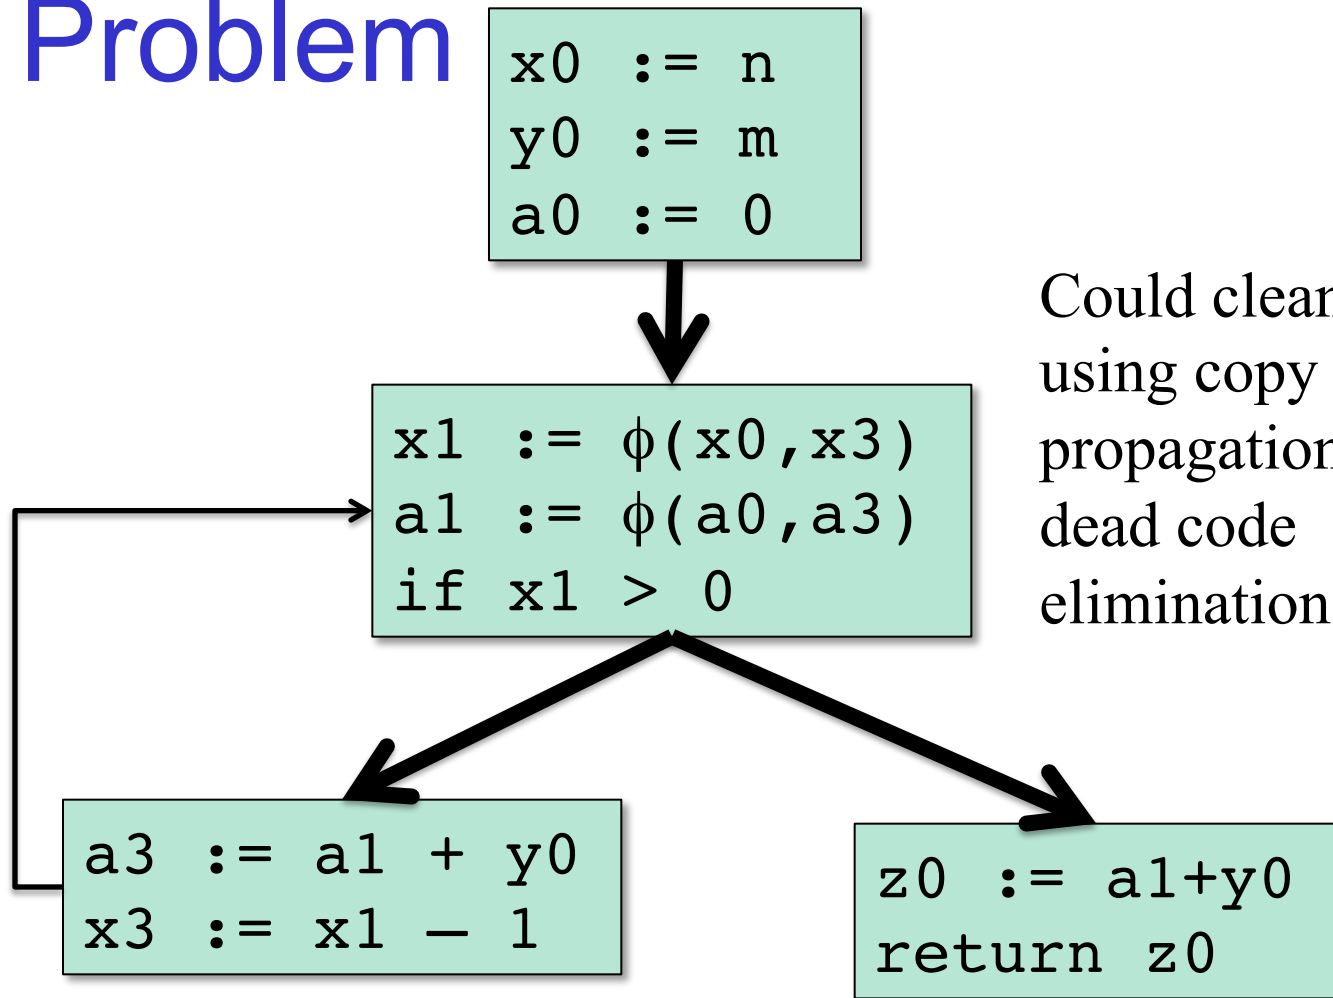 Problem
x0 := n
y0 := m
a0 := 0
Could clean
using copy
propagation
dead code
elimination
x1 := ϕ(x0,x3)
a1 := ϕ(a0,a3)
if x1 > 0
a3 := a1 + y0
x3 := x1 – 1
z0 := a1+y0
return z0